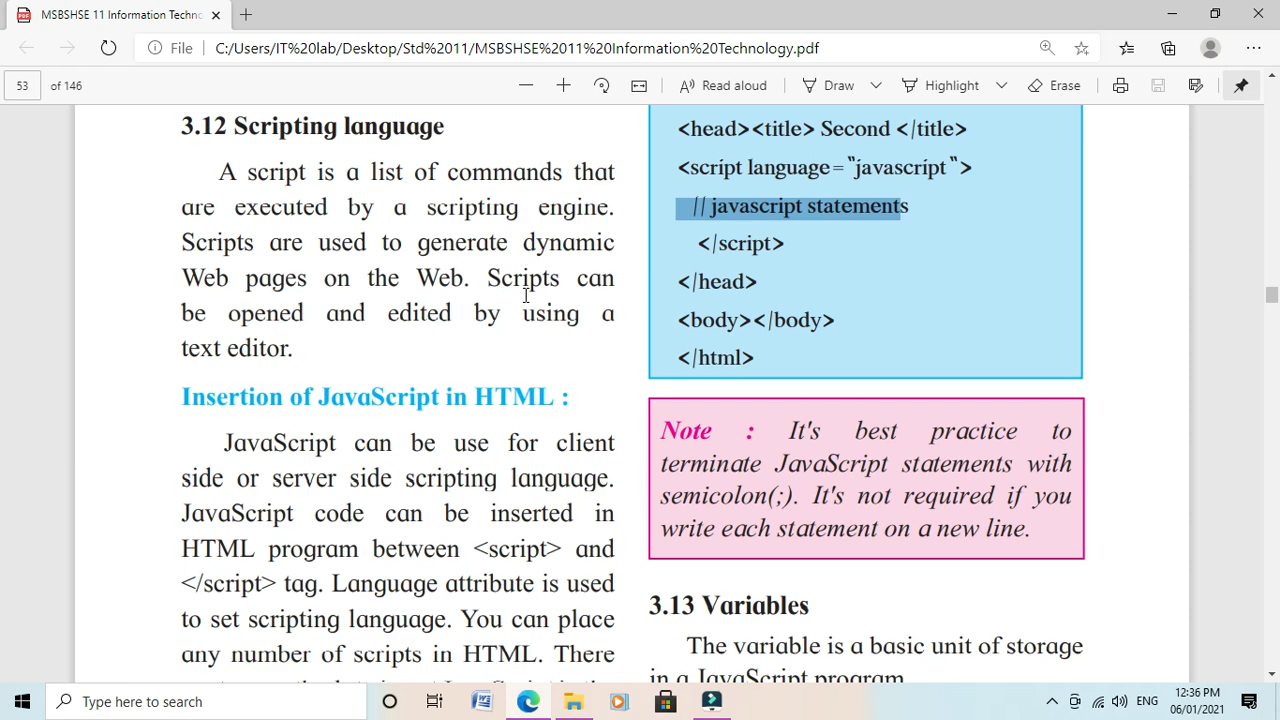 MSBSHSE 11 Information Techno
File
C:/Users/IT%20lab/Desktop/Std%2011/MSBSHSE%2011%20Information%20Technology.pdf
53 of 146
Read aloud
Draw
Highlight
Erase
3.12 Scripting language
A script is a list of commands that
are executed by a scripting engine.
Scripts are used to generate dynamic
Web pages on the Web. Scripts can
be opened and edited by using a
text editor.
Insertion of JavaScript in HTML :
JavaScript can be use for client
side or server side scripting language.
JavaScript code can be inserted in
HTML program between <script> and
</script> tag. Language attribute is used
to set scripting language. You can place
any number of scripts in HTML. There
<head><title> Second </title>
<script language="javascript">
// javascript statements
</script>
</head>
<body></body>
</html>
Note : It's best practice to
terminate JavaScript statements with
semicolon(;). It's not required if you
write each statement on a new line.
3.13 Variables
The variable is a basic unit of storage
in a JavaScript program.
Type here to search
ENG
12:36 PM
06/01/2021